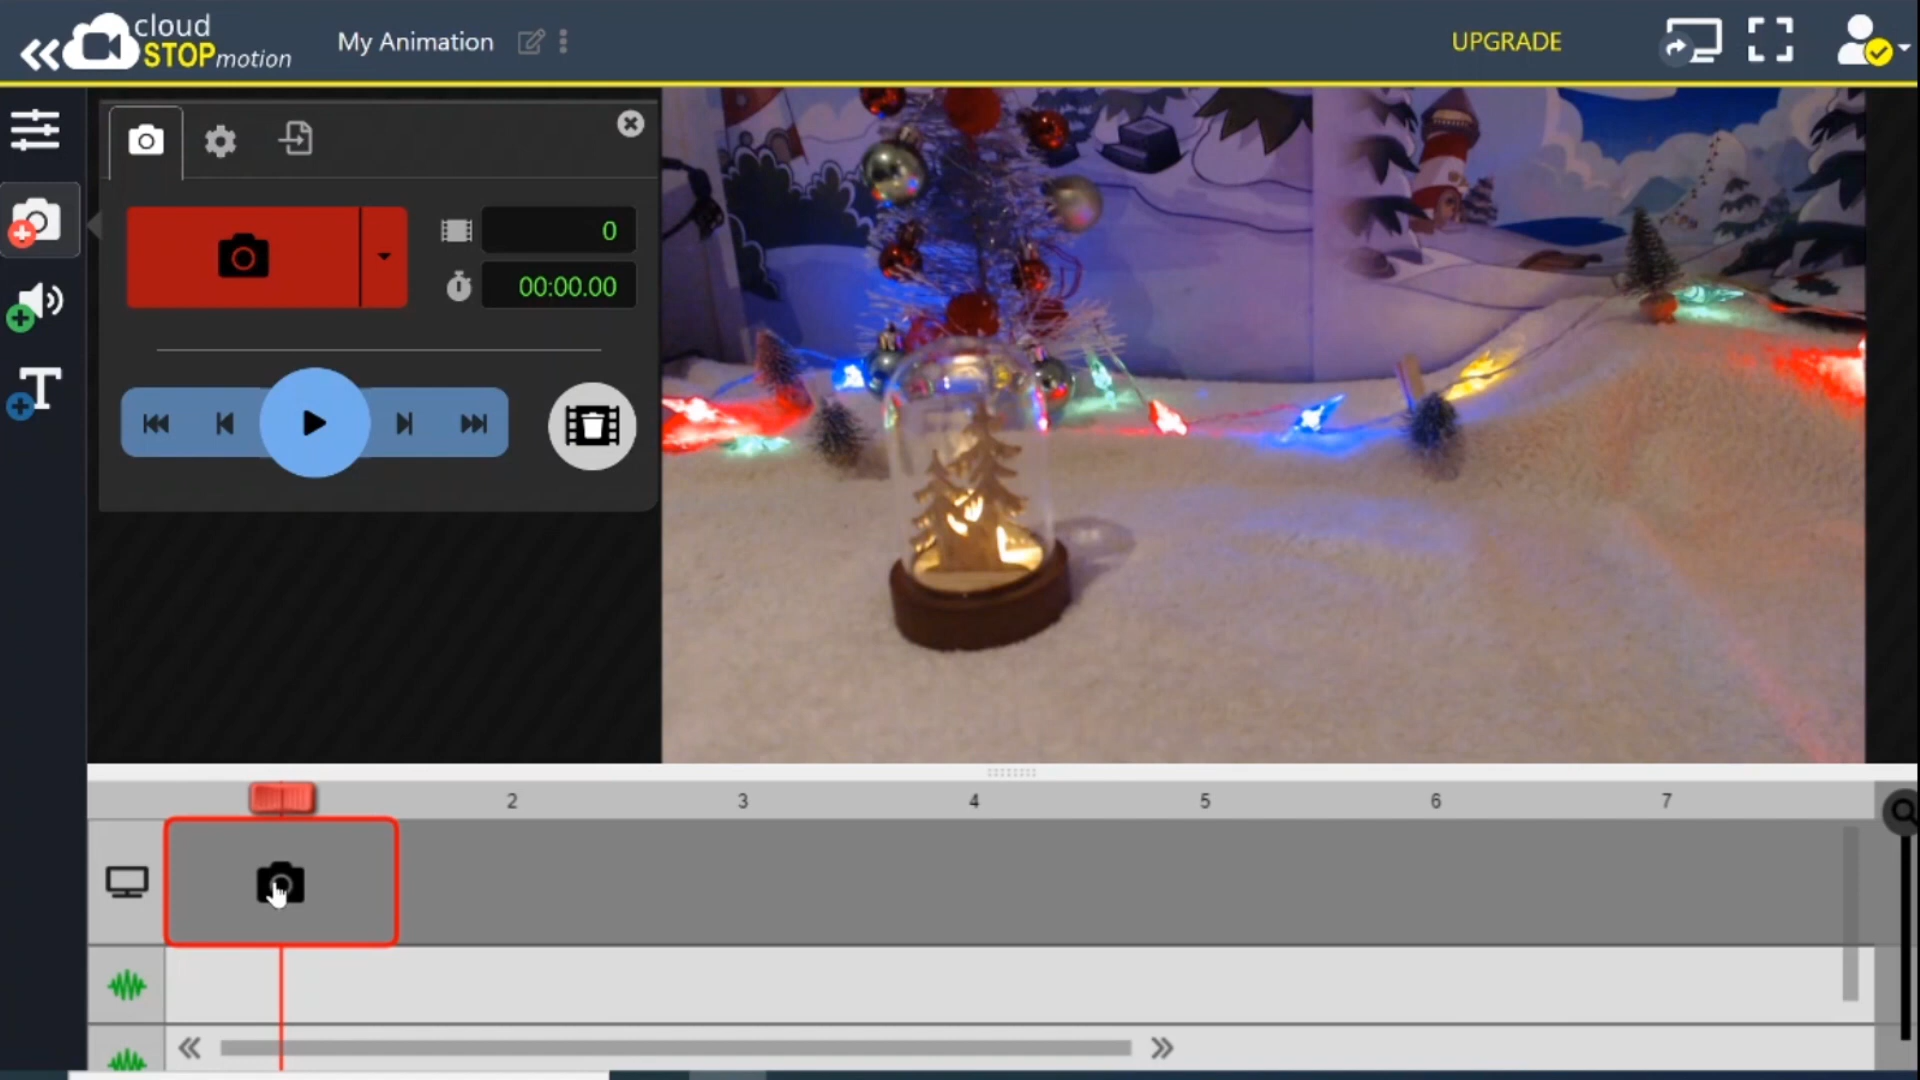 cloud
STOPmotion
My Animation
UPGRADE
0
00:00.00
T
2 3 4 5 6 7